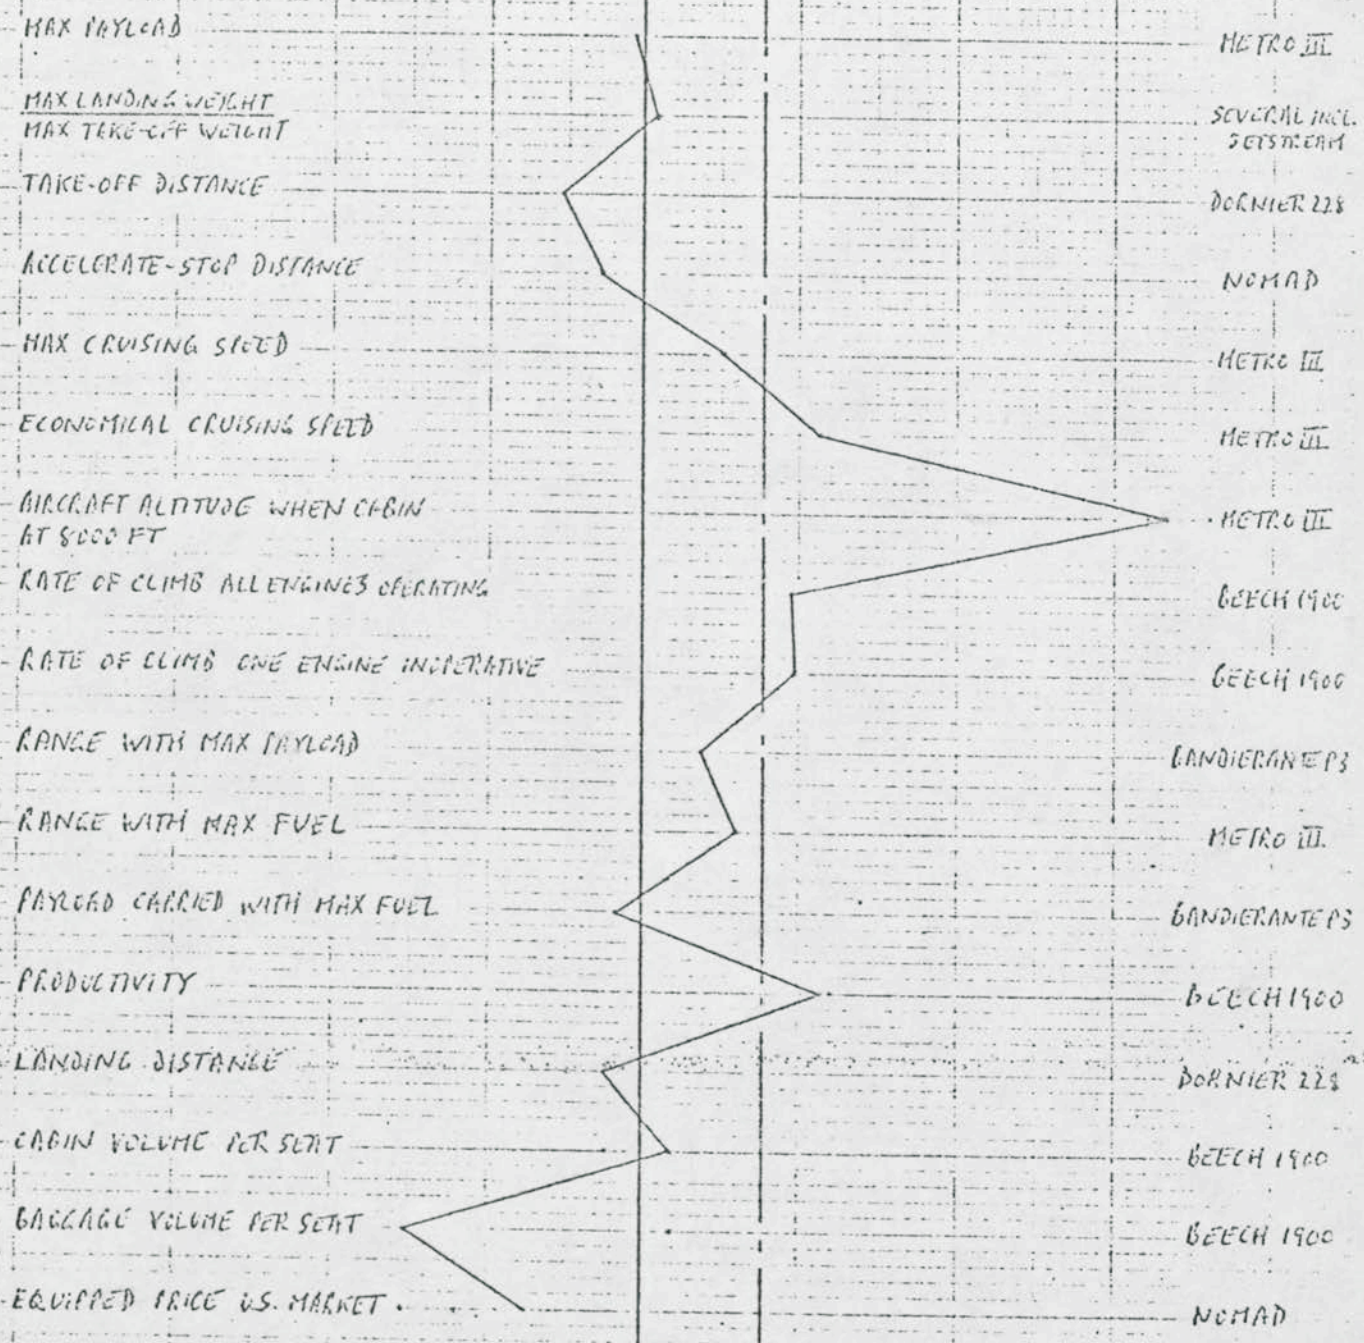 MAX PAYLOAD METRO III
MAX LANDING WEIGHT SEVERAL INCL.
MAX TAKE-OFF WEIGHT JETSTREAM
TAKE-OFF DISTANCE DORNIER 228
ACCELERATE-STOP DISTANCE NOMAD
MAX CRUISING SPEED METRO III
ECONOMICAL CRUISING SPEED METRO III
AIRCRAFT ALTITUDE WHEN CABIN METRO III
AT 8000 FT
RATE OF CLIMB ALL ENGINES OPERATING BEECH 1900
RATE OF CLIMB ONE ENGINE INOPERATIVE BEECH 1900
RANGE WITH MAX PAYLOAD BANDIERANTE P3
RANGE WITH MAX FUEL METRO III.
PAYLOAD CARRIED WITH MAX FUEL BANDIERANTE P3
PRODUCTIVITY BEECH 1900
LANDING DISTANCE DORNIER 228
CABIN VOLUME PER SEAT BEECH 1900
BAGGAGE VOLUME PER SEAT BEECH 1900
EQUIPPED PRICE U.S. MARKET. NOMAD